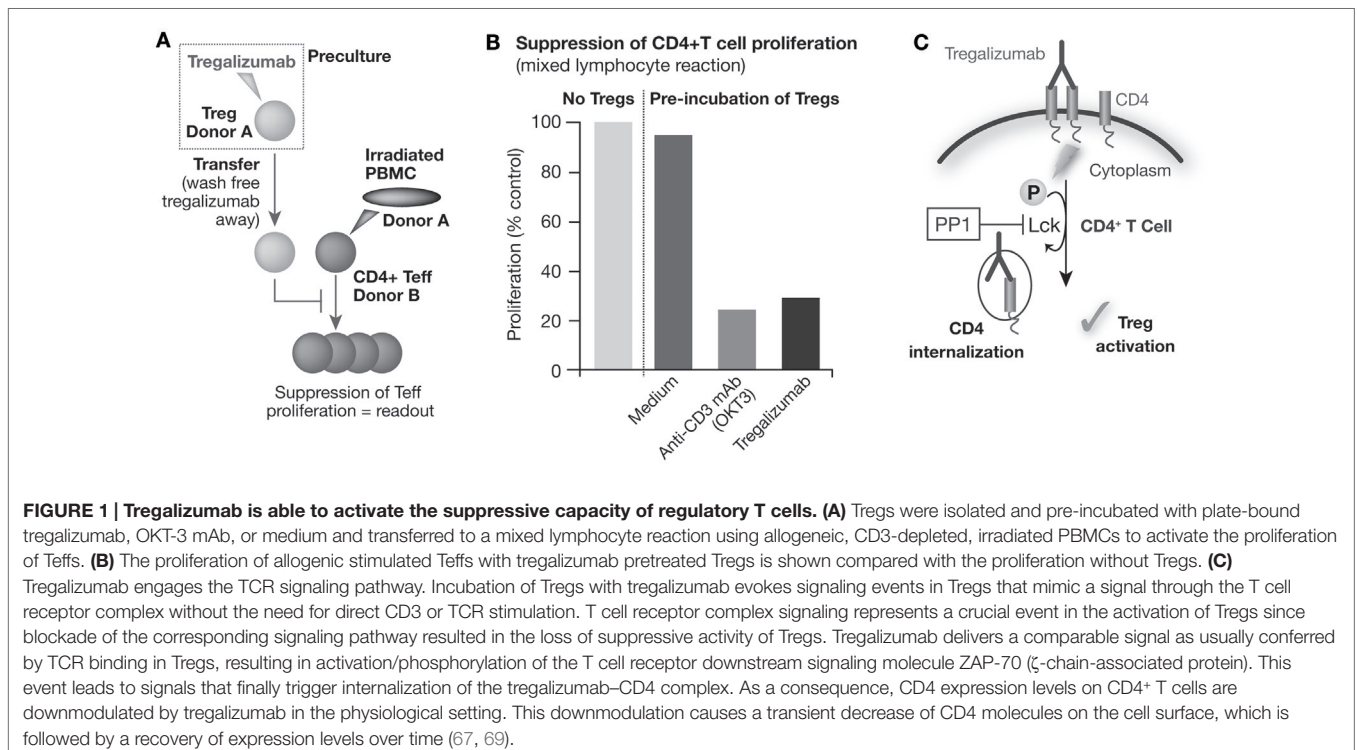 A
Tregalizumab
Preculture
Treg
Donor A
Transfer
(wash free
tregalizumab
away)
Irradiated
PBMC
Donor A
CD4+ Teff
Donor B
Suppression of Teff
proliferation = readout
B Suppression of CD4+T cell proliferation
(mixed lymphocyte reaction)
No Tregs Pre-incubation of Tregs
Proliferation (% control)
100
80
60
40
20
0
Medium
Anti-CD3 mAb
(OKT3)
Tregalizumab
C
Tregalizumab
CD4
Cytoplasm
P
PP1
Lck
CD4⁺ T Cell
CD4
internalization
Treg
activation
FIGURE 1 | Tregalizumab is able to activate the suppressive capacity of regulatory T cells. (A) Tregs were isolated and pre-incubated with plate-bound
tregalizumab, OKT-3 mAb, or medium and transferred to a mixed lymphocyte reaction using allogeneic, CD3-depleted, irradiated PBMCs to activate the proliferation
of Teffs. (B) The proliferation of allogenic stimulated Teffs with tregalizumab pretreated Tregs is shown compared with the proliferation without Tregs. (C)
Tregalizumab engages the TCR signaling pathway. Incubation of Tregs with tregalizumab evokes signaling events in Tregs that mimic a signal through the T cell
receptor complex without the need for direct CD3 or TCR stimulation. T cell receptor complex signaling represents a crucial event in the activation of Tregs since
blockade of the corresponding signaling pathway resulted in the loss of suppressive activity of Tregs. Tregalizumab delivers a comparable signal as usually conferred
by TCR binding in Tregs, resulting in activation/phosphorylation of the T cell receptor downstream signaling molecule ZAP-70 (ζ-chain-associated protein). This
event leads to signals that finally trigger internalization of the tregalizumab–CD4 complex. As a consequence, CD4 expression levels on CD4⁺ T cells are
downmodulated by tregalizumab in the physiological setting. This downmodulation causes a transient decrease of CD4 molecules on the cell surface, which is
followed by a recovery of expression levels over time (67, 69).